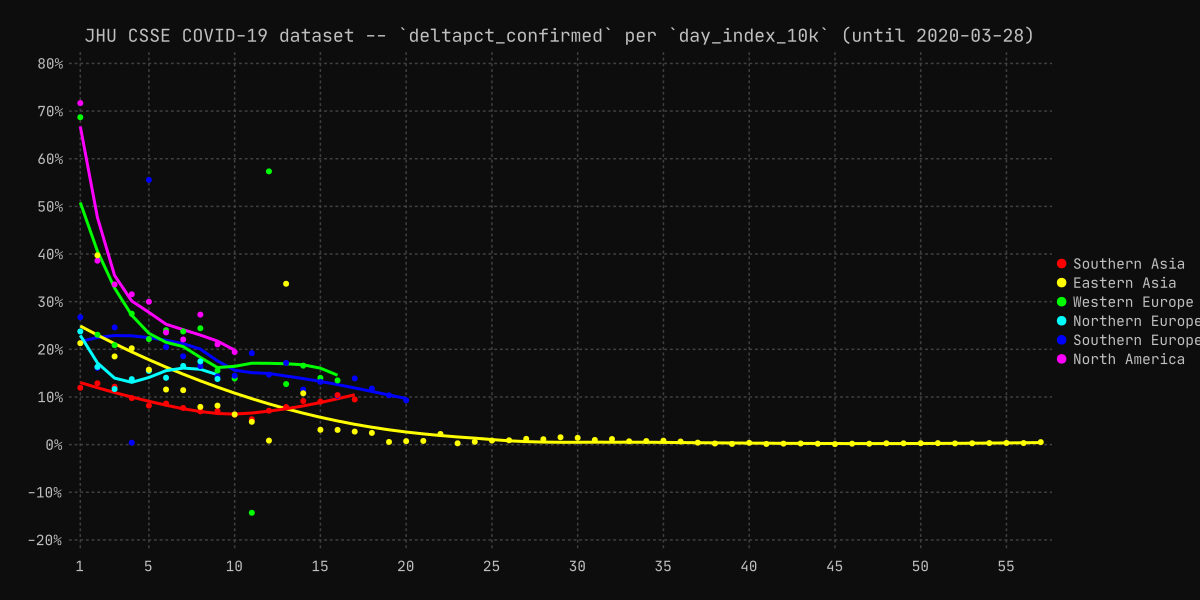 JHU CSSE COVID-19 dataset -- `deltapct_confirmed` per `day_index_10k` (until 2020-03-28)
80%
70%
60%
50%
40%
30%
20%
10%
0%
-10%
-20%
1 5 10 15 20 25 30 35 40 45 50 55
Southern Asia
Eastern Asia
Western Europe
Northern Europe
Southern Europe
North America